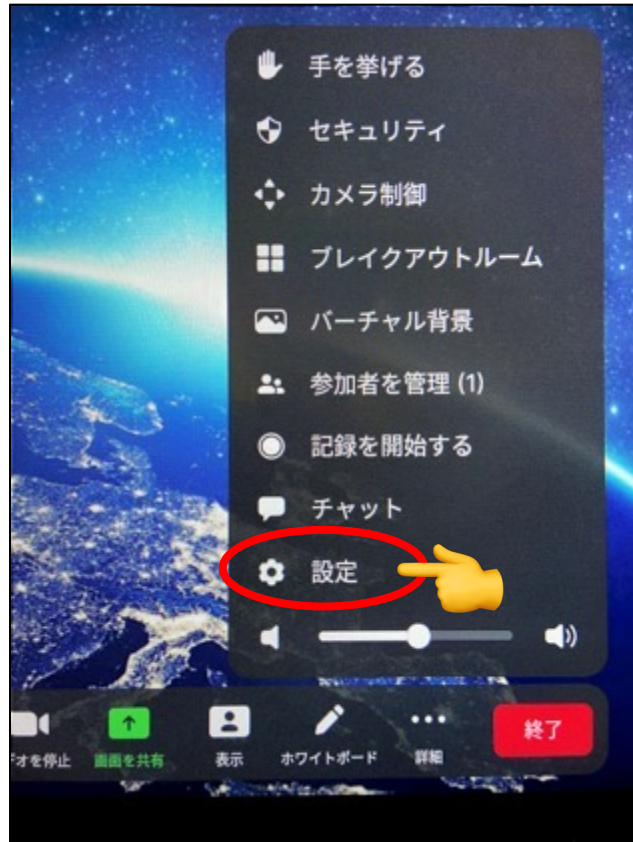 手を挙げる
セキュリティ
カメラ制御
ブレイクアウトルーム
バーチャル背景
参加者を管理 (1)
記録を開始する
チャット
設定
デオを停止 画面を共有 表示 ホワイトボード 詳細 終了